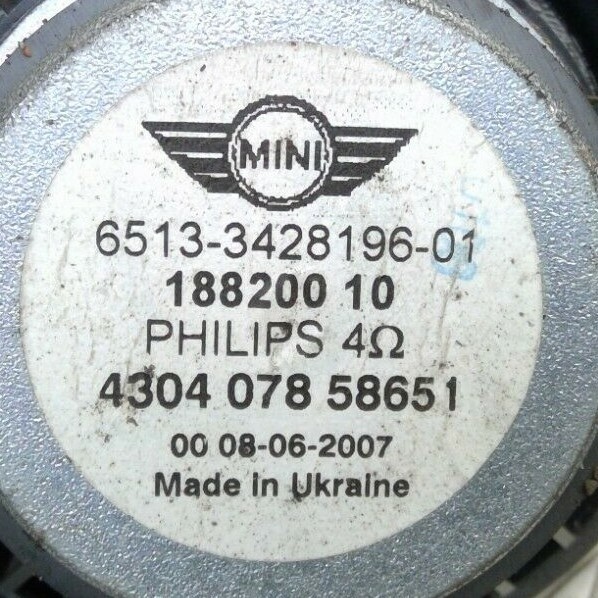 MINI
6513-3428196-01
188200 10
PHILIPS 4Ω
4304 078 58651
00 08-06-2007
Made in Ukraine